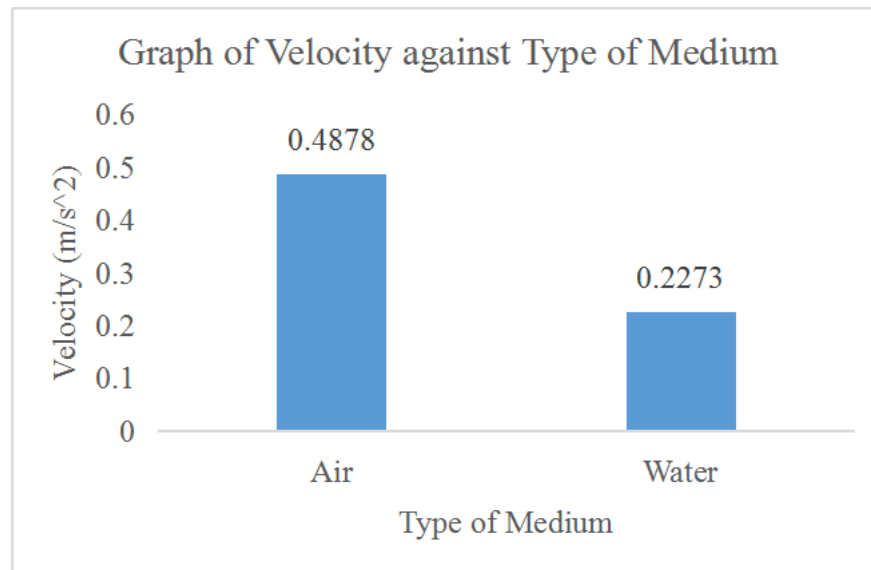 Graph of Velocity against Type of Medium
Velocity (m/s^2)
0.6
0.5
0.4
0.3
0.2
0.1
0
0.4878
0.2273
Air Water
Type of Medium